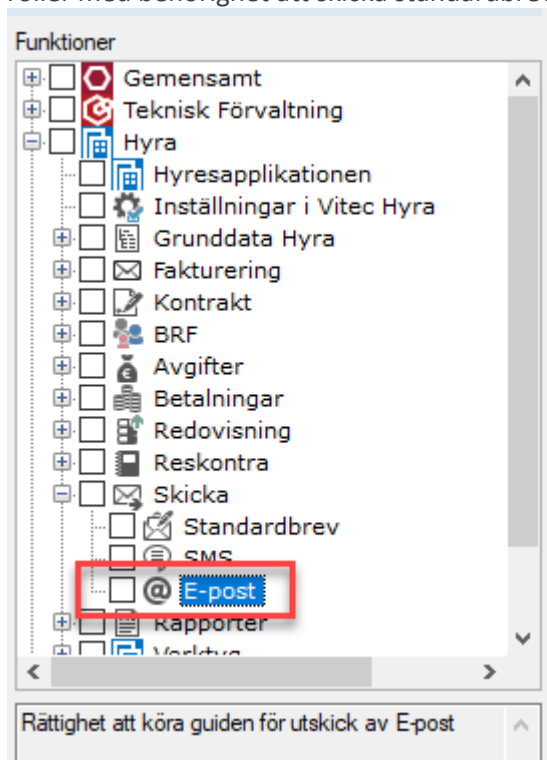 Funktioner
Gemensamt
Teknisk Förvaltning
Hyra
Hyresapplikationen
Inställningar i Vitec Hyra
Grunddata Hyra
Fakturering
Kontrakt
BRF
Avgifter
Betalningar
Redovisning
Reskontra
Skicka
Standardbrev
SMS
@ E-post
Rapporter
Verktyg
Rättighet att köra guiden för utskick av E-post